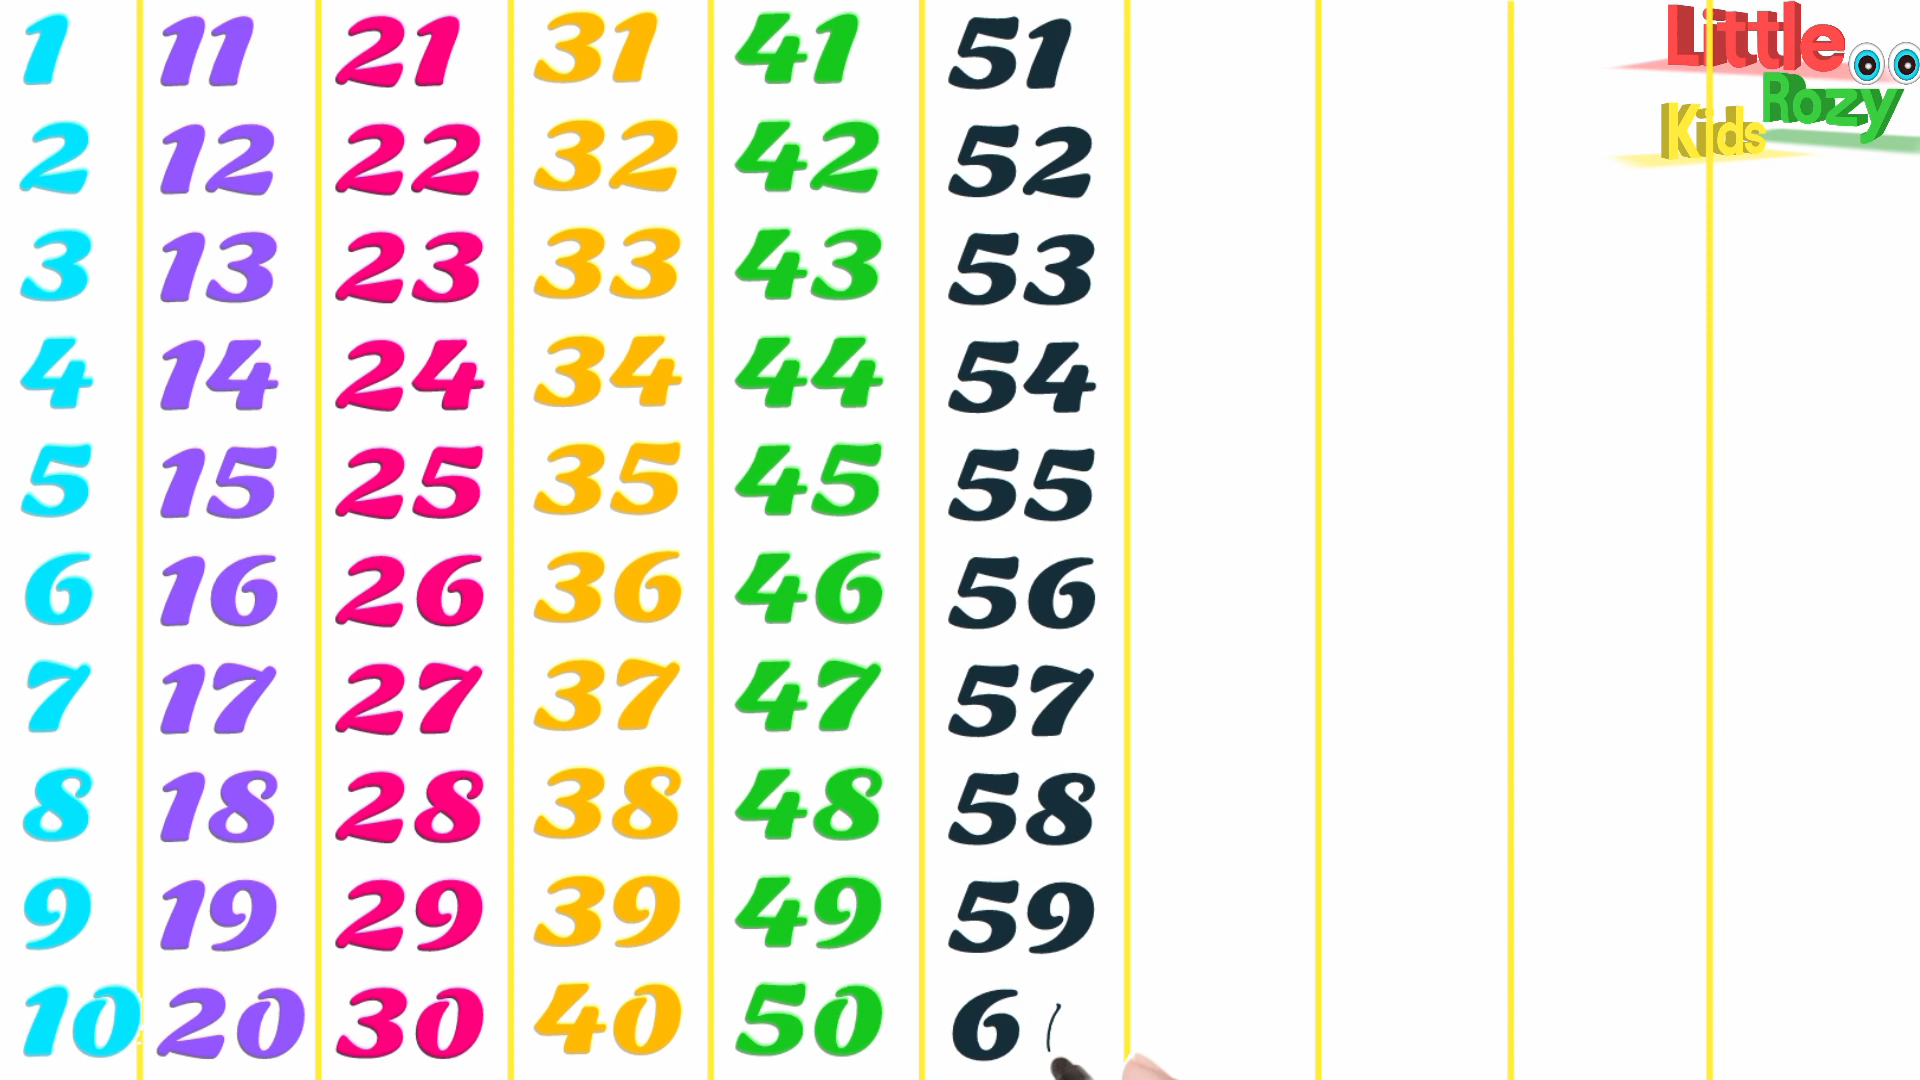 1 11 21 31 41 51
2 12 22 32 42 52
3 13 23 33 43 53
4 14 24 34 44 54
5 15 25 35 45 55
6 16 26 36 46 56
7 17 27 37 47 57
8 18 28 38 48 58
9 19 29 39 49 59
10 20 30 40 50 6
Little
Rozy
Kids